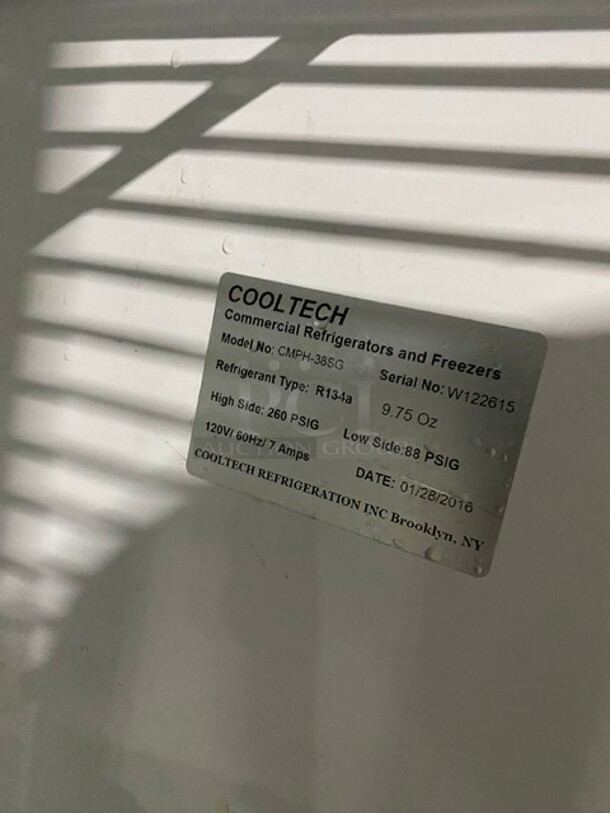 COOLTECH
Commercial Refrigerators and Freezers
Model No: CMPH-38SG Serial No: W122615
Refrigerant Type: R134a 9.75 Oz
High Side: 260 PSIG Low Side:88 PSIG
120V/ 60Hz/ 7 Amps DATE: 01/28/2016
COOLTECH REFRIGERATION INC Brooklyn, NY
AUCTION GROUP